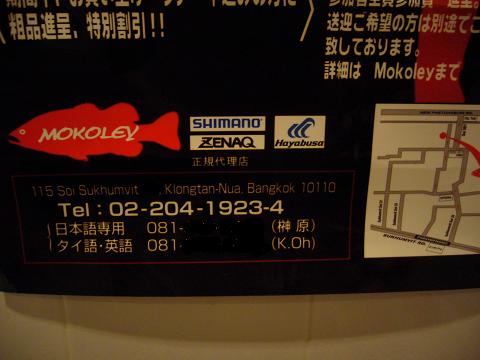 粗品進呈、特別割引!!
送迎ご希望の方は別途でご
致しております。
詳細は Mokoleyまで
MOKOLEY
SHIMANO
ZENAQ
Hayabusa
正規代理店
115 Soi Sukhumvit , Klongtan-Nua, Bangkok 10110
Tel : 02-204-1923-4
日本語専用 081- (榊 原)
タイ語・英語 081- (K.Oh)
SUKHUMVIT RD.